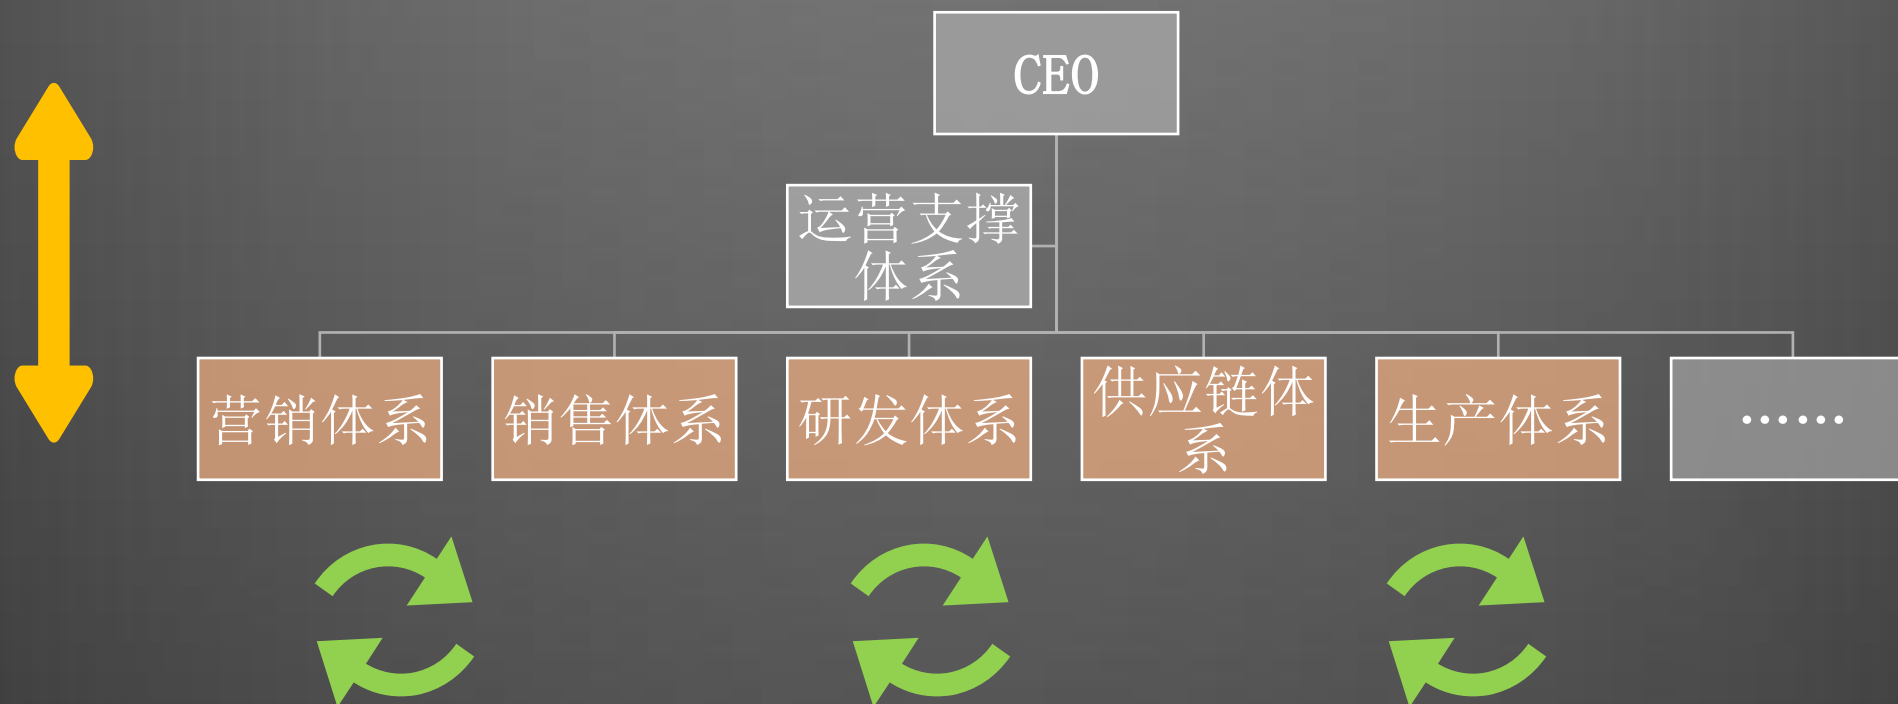 CEO
运营支撑
体系
营销体系
销售体系
研发体系
供应链体
系
生产体系
……